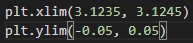 plt.xlim(3.1235, 3.1245)
plt.ylim(-0.05, 0.05)